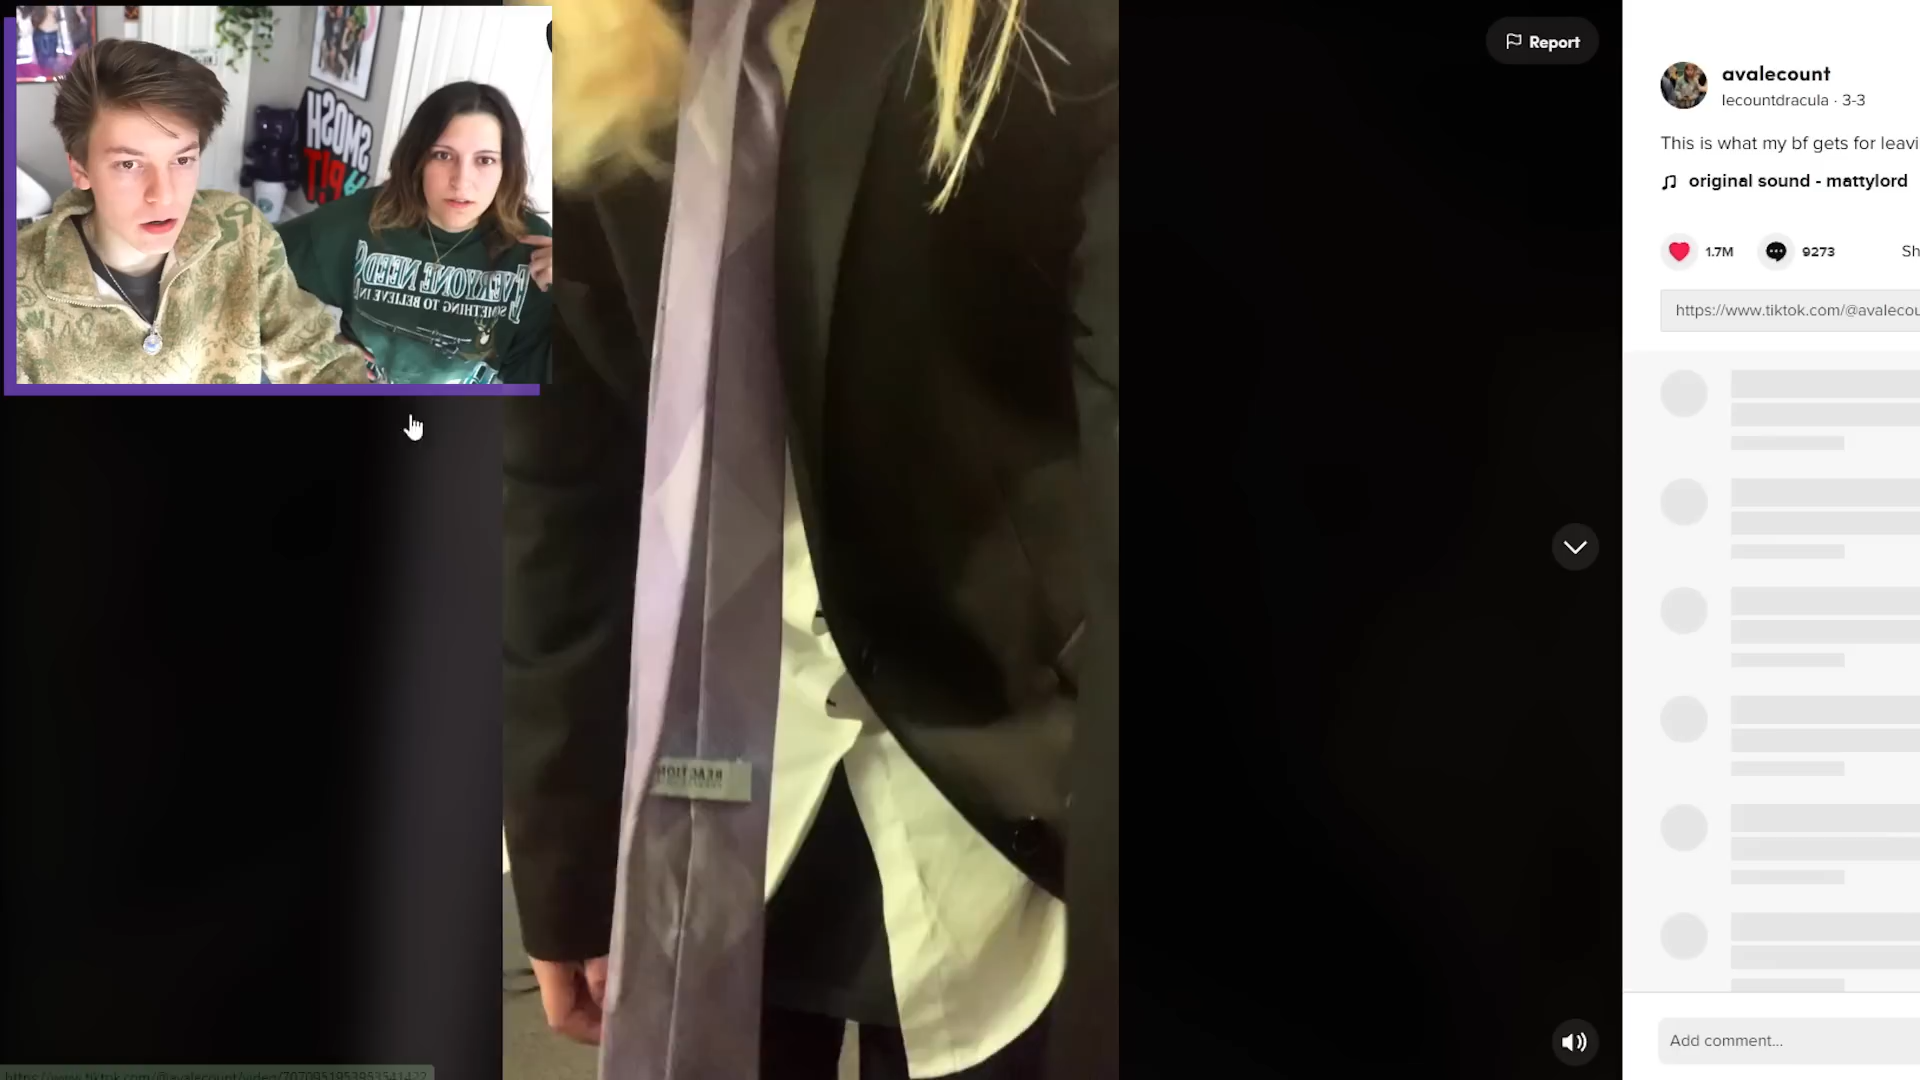 Report
avalecount
lecountdracula · 3-3
This is what my bf gets for leavi
original sound - mattylord
1.7M
9273
Sh
https://www.tiktok.com/@avalecou
SMOSH
PIT
EVERYONE NEEDS
SOMETHING TO BELIEVE IN
REACTION
Add comment...